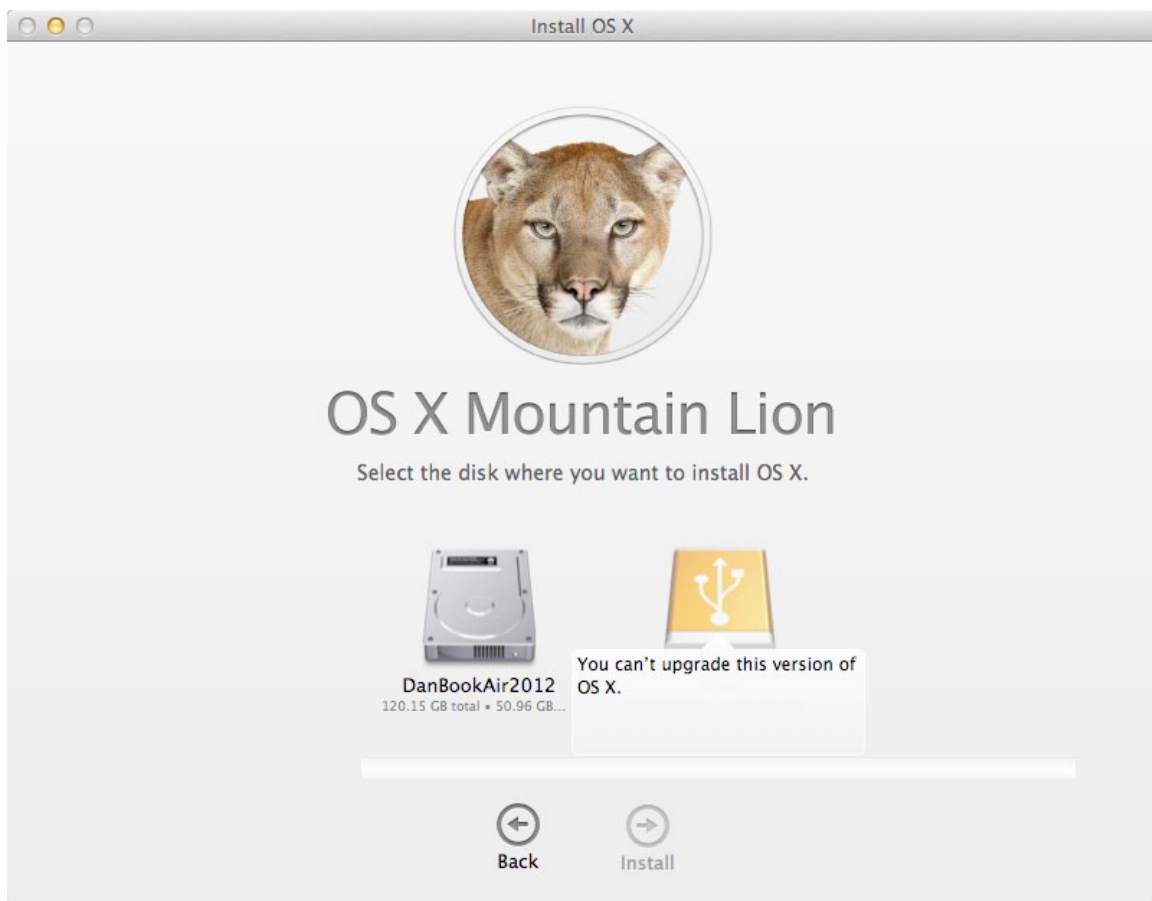 Install OS X
OS X Mountain Lion
Select the disk where you want to install OS X.
You can't upgrade this version of
OS X.
DanBookAir2012
120.15 GB total • 50.96 GB...
Back
Install